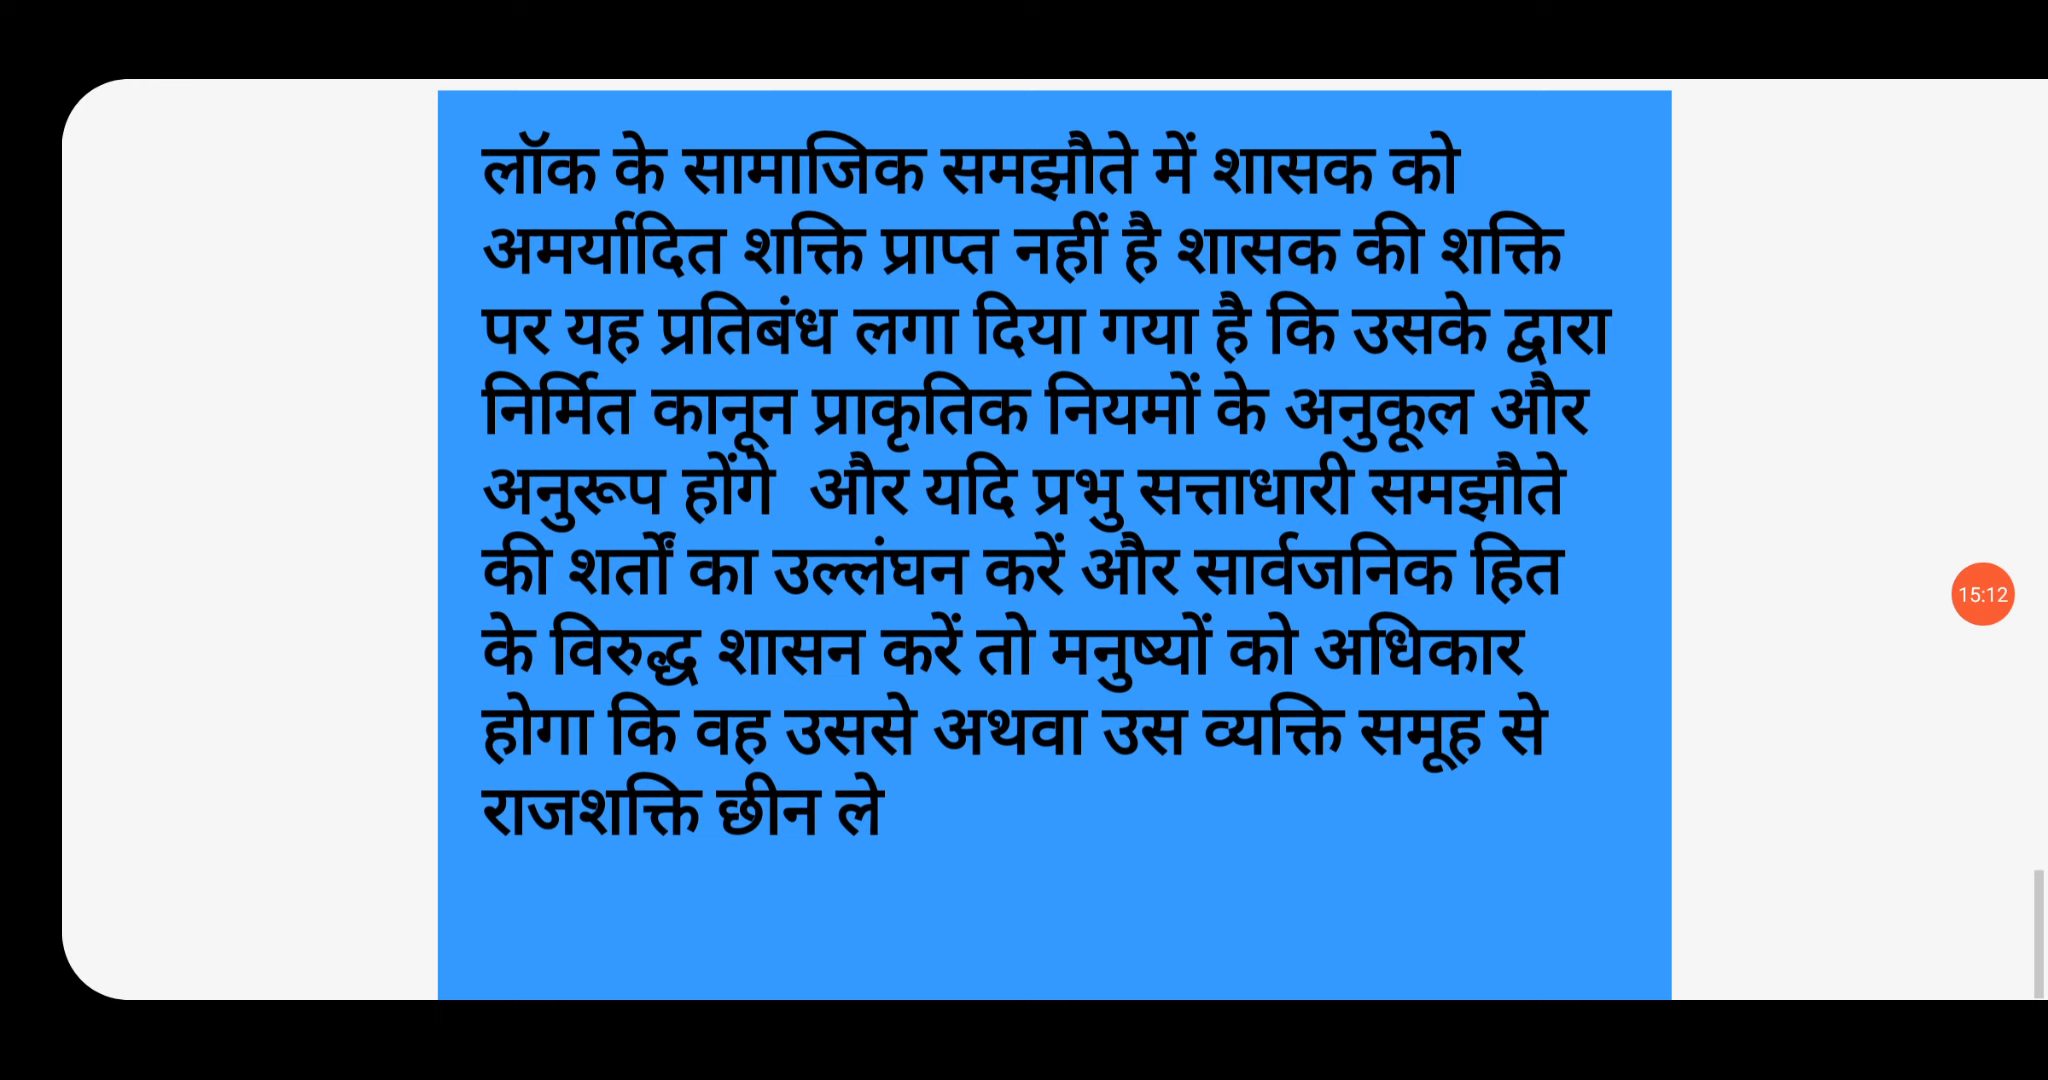 लॉक के सामाजिक समझौते में शासक को
अमर्यादित शक्ति प्राप्त नहीं है शासक की शक्ति
पर यह प्रतिबंध लगा दिया गया है कि उसके द्वारा
निर्मित कानून प्राकृतिक नियमों के अनुकूल और
अनुरूप होंगे  और यदि प्रभु सत्ताधारी समझौते
की शर्तों का उल्लंघन करें और सार्वजनिक हित
के विरुद्ध शासन करें तो मनुष्यों को अधिकार
होगा कि वह उससे अथवा उस व्यक्ति समूह से
राजशक्ति छीन ले
15:12